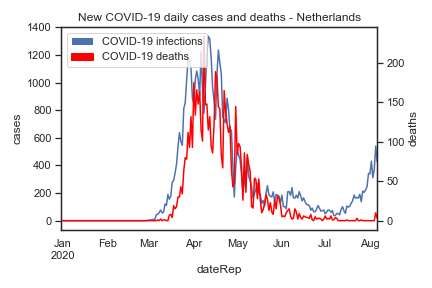 New COVID-19 daily cases and deaths - Netherlands
COVID-19 infections
COVID-19 deaths
1400
1200
1000
800
600
400
200
0
cases
200
150
100
50
0
deaths
Jan Feb Mar Apr May Jun Jul Aug
2020
dateRep